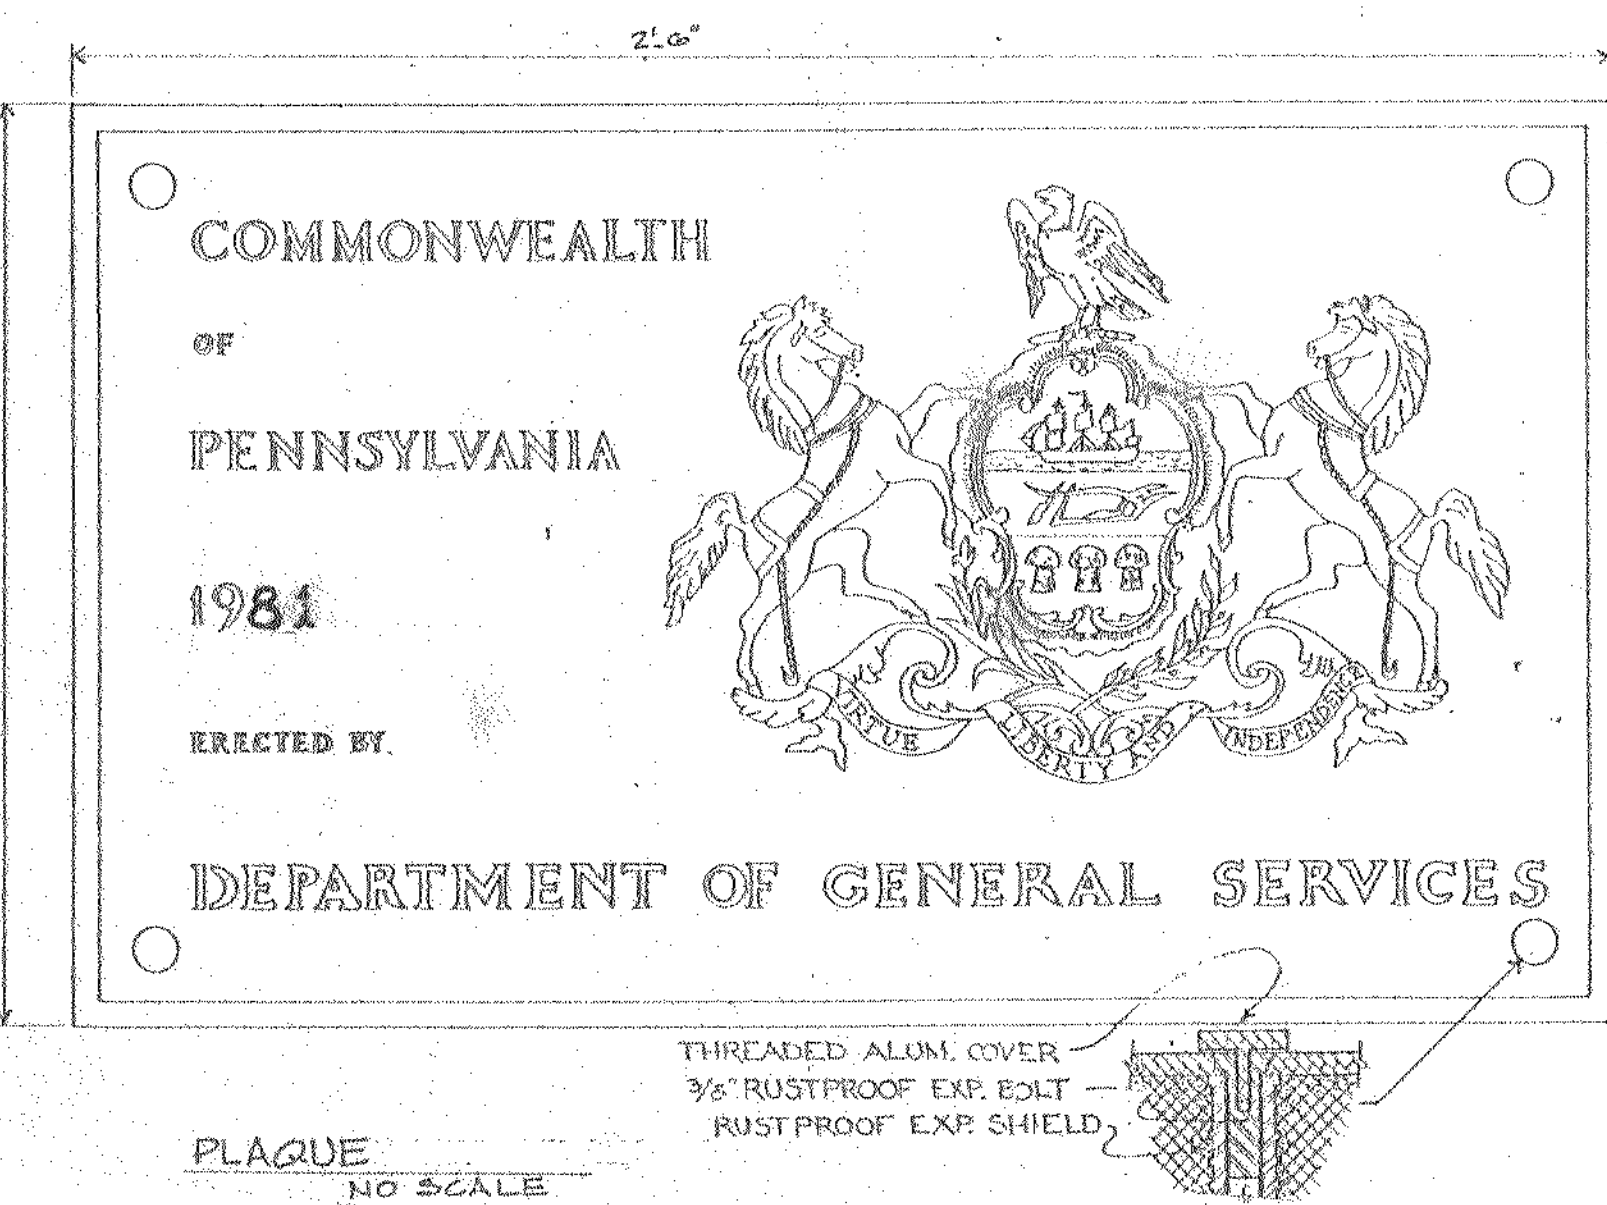 2'-6"
COMMONWEALTH
OF
PENNSYLVANIA
1981
ERECTED BY
VIRTUE LIBERTY AND INDEPENDENCE
DEPARTMENT OF GENERAL SERVICES
THREADED ALUM. COVER
3/8" RUSTPROOF EXP. BOLT
RUSTPROOF EXP. SHIELD
PLAQUE
NO SCALE